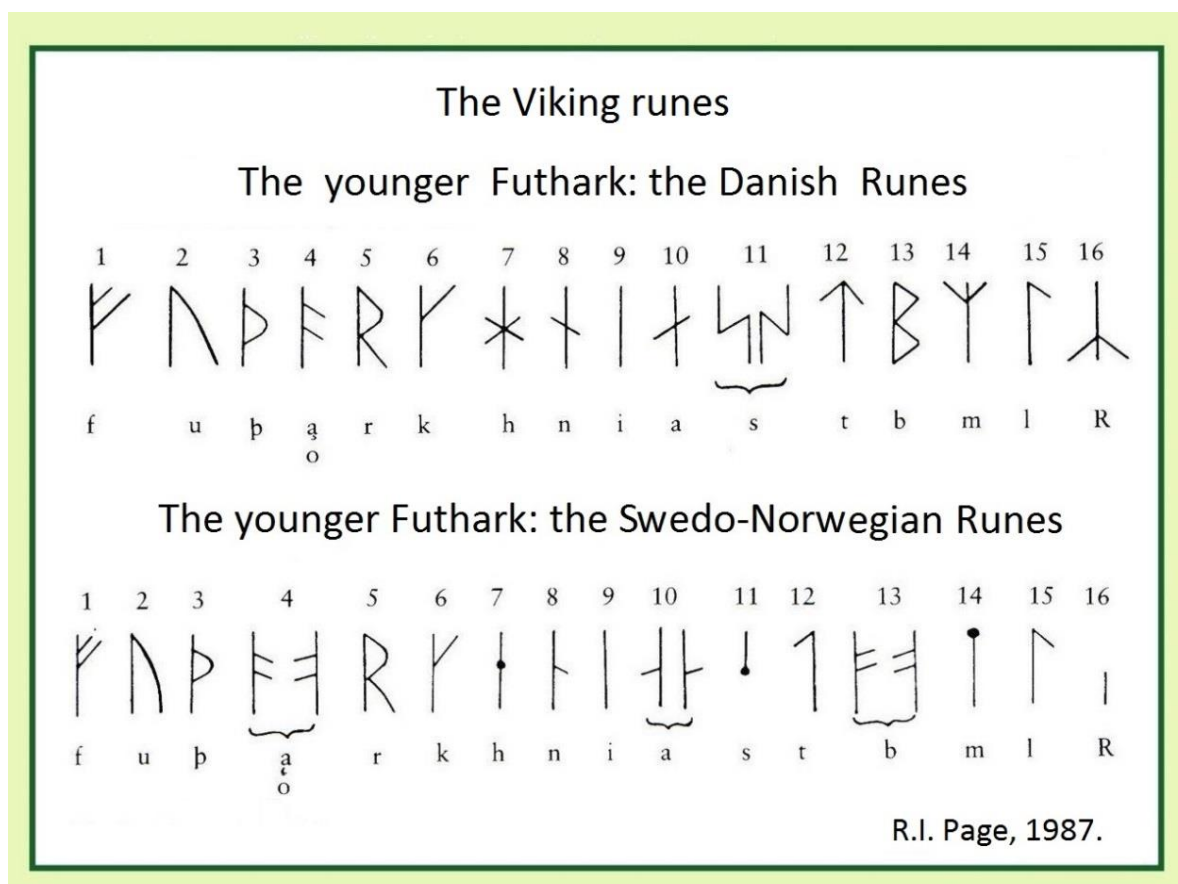 The Viking runes
The younger Futhark: the Danish Runes
1 2 3 4 5 6 7 8 9 10 11 12 13 14 15 16
ᚠ ᚢ ᚦ ᚨ ᚱ ᚴ ᚼ ᚾ ᛁ ᛅ ᛋ ᛏ ᛒ ᛘ ᛚ ᛦ
f u þ ą r k h n i a s t b m l R
o
The younger Futhark: the Swedo-Norwegian Runes
1 2 3 4 5 6 7 8 9 10 11 12 13 14 15 16
ᚠ ᚢ ᚦ ᚭ ᚱ ᚴ ᚽ ᚿ ᛁ ᛆ ᛌ ᛐ ᛓ ᛙ ᛚ ᛧ
f u þ ą r k h n i a s t b m l R
o
R.I. Page, 1987.